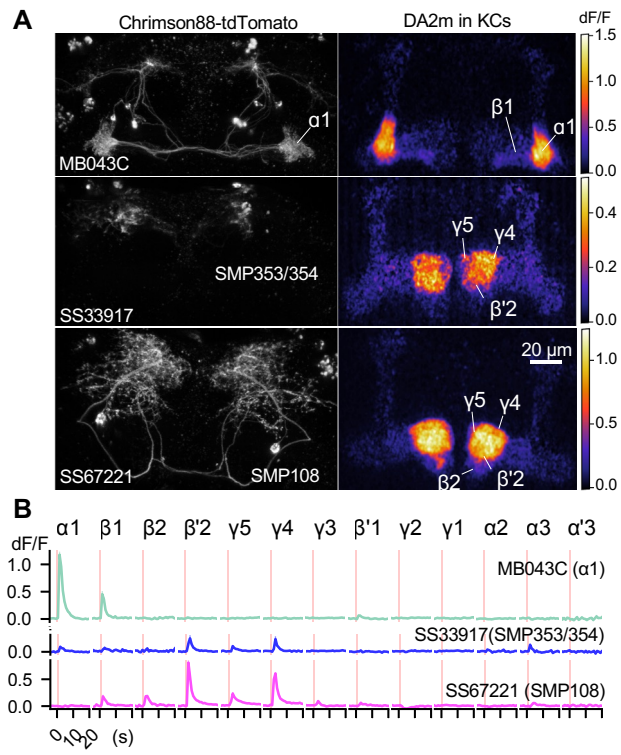 A
Chrimson88-tdTomato
DA2m in KCs
dF/F
α1
MB043C
β1
α1
1.5
1.0
0.5
0.0
SMP353/354
SS33917
γ5
γ4
β'2
0.4
0.2
0.0
SS67221
SMP108
20 μm
γ5
γ4
β2
β'2
1.0
0.5
0.0
B
α1 β1 β2 β'2 γ5 γ4 γ3 β'1 γ2 γ1 α2 α3 α'3
dF/F
1.0
0.5
0.0
MB043C (α1)
0.0
SS33917(SMP353/354)
0.5
0.0
SS67221 (SMP108)
0 10 20 (s)